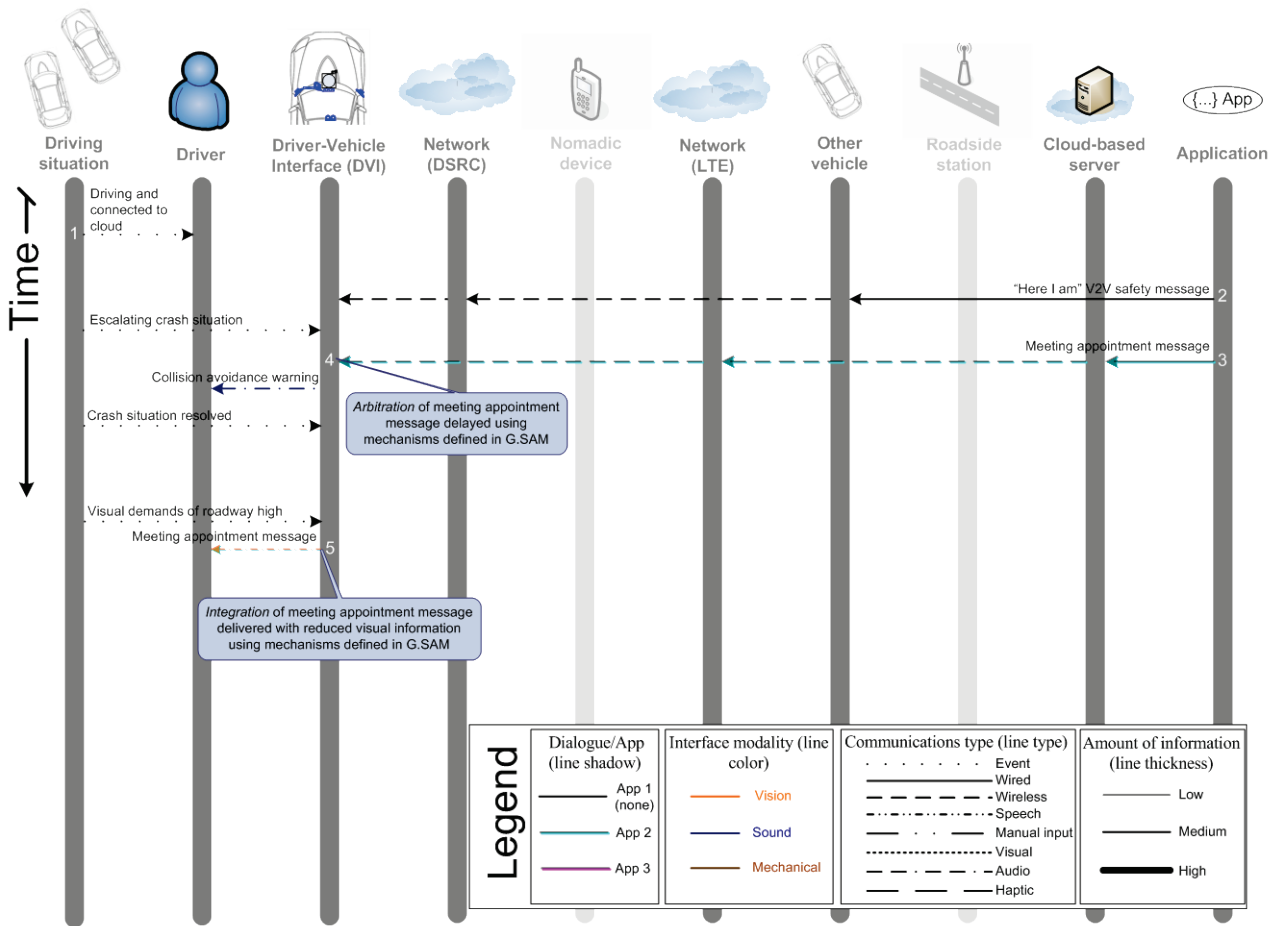 {...} App
Driving
situation
Driver
Driver-Vehicle
Interface (DVI)
Network
(DSRC)
Nomadic
device
Network
(LTE)
Other
vehicle
Roadside
station
Cloud-based
server
Application
Time
Driving and
connected to
cloud
1
"Here I am" V2V safety message
2
Escalating crash situation
Meeting appointment message
3
4
Collision avoidance warning
Arbitration of meeting appointment
message delayed using
mechanisms defined in G.SAM
Crash situation resolved
Visual demands of roadway high
Meeting appointment message
5
Integration of meeting appointment message
delivered with reduced visual information
using mechanisms defined in G.SAM
Legend
Dialogue/App
(line shadow)
App 1
(none)
App 2
App 3
Interface modality (line
color)
Vision
Sound
Mechanical
Communications type (line type)
Event
Wired
Wireless
Speech
Manual input
Visual
Audio
Haptic
Amount of information
(line thickness)
Low
Medium
High